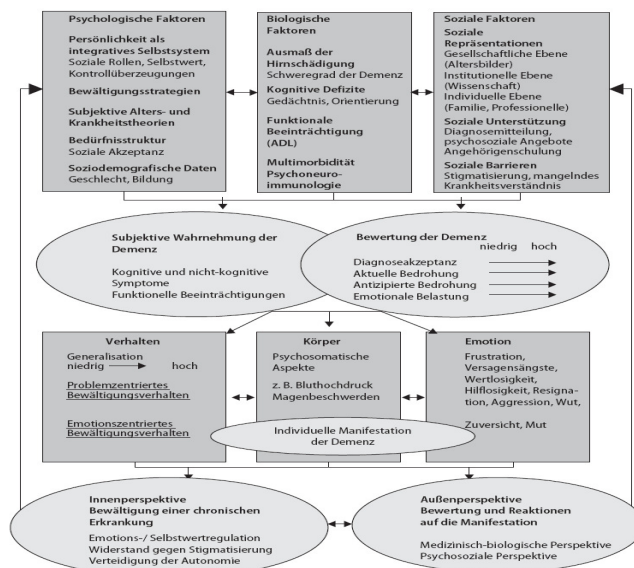 Psychologische Faktoren
Persönlichkeit als
integratives Selbstsystem
Soziale Rollen, Selbstwert,
Kontrollüberzeugungen
Bewältigungsstrategien
Subjektive Alters- und
Krankheitstheorien
Bedürfnisstruktur
Soziale Akzeptanz
Soziodemografische Daten
Geschlecht, Bildung
Biologische
Faktoren
Ausmaß der
Hirnschädigung
Schweregrad der Demenz
Kognitive Defizite
Gedächtnis, Orientierung
Funktionale
Beeinträchtigung
(ADL)
Multimorbidität
Psychoneuro-
immunologie
Soziale Faktoren
Soziale
Repräsentationen
Gesellschaftliche Ebene
(Altersbilder)
Institutionelle Ebene
(Wissenschaft)
Individuelle Ebene
(Familie, Professionelle)
Soziale Unterstützung
Diagnosemitteilung,
psychosoziale Angebote
Angehörigenschulung
Soziale Barrieren
Stigmatisierung, mangelndes
Krankheitsverständnis
Subjektive Wahrnehmung der
Demenz
Kognitive und nicht-kognitive
Symptome
Funktionelle Beeinträchtigungen
Bewertung der Demenz
niedrig hoch
Diagnoseakzeptanz
Aktuelle Bedrohung
Antizipierte Bedrohung
Emotionale Belastung
Verhalten
Generalisation
niedrig hoch
Problemzentriertes
Bewältigungsverhalten
Emotionszentriertes
Bewältigungsverhalten
Körper
Psychosomatische
Aspekte
z. B. Bluthochdruck
Magenbeschwerden
Emotion
Frustration,
Versagensängste,
Wertlosigkeit,
Hilflosigkeit, Resigna-
tion, Aggression, Wut,
Zuversicht, Mut
Individuelle Manifestation
der Demenz
Innenperspektive
Bewältigung einer chronischen
Erkrankung
Emotions-/ Selbstwertregulation
Widerstand gegen Stigmatisierung
Verteidigung der Autonomie
Außenperspektive
Bewertung und Reaktionen
auf die Manifestation
Medizinisch-biologische Perspektive
Psychosoziale Perspektive